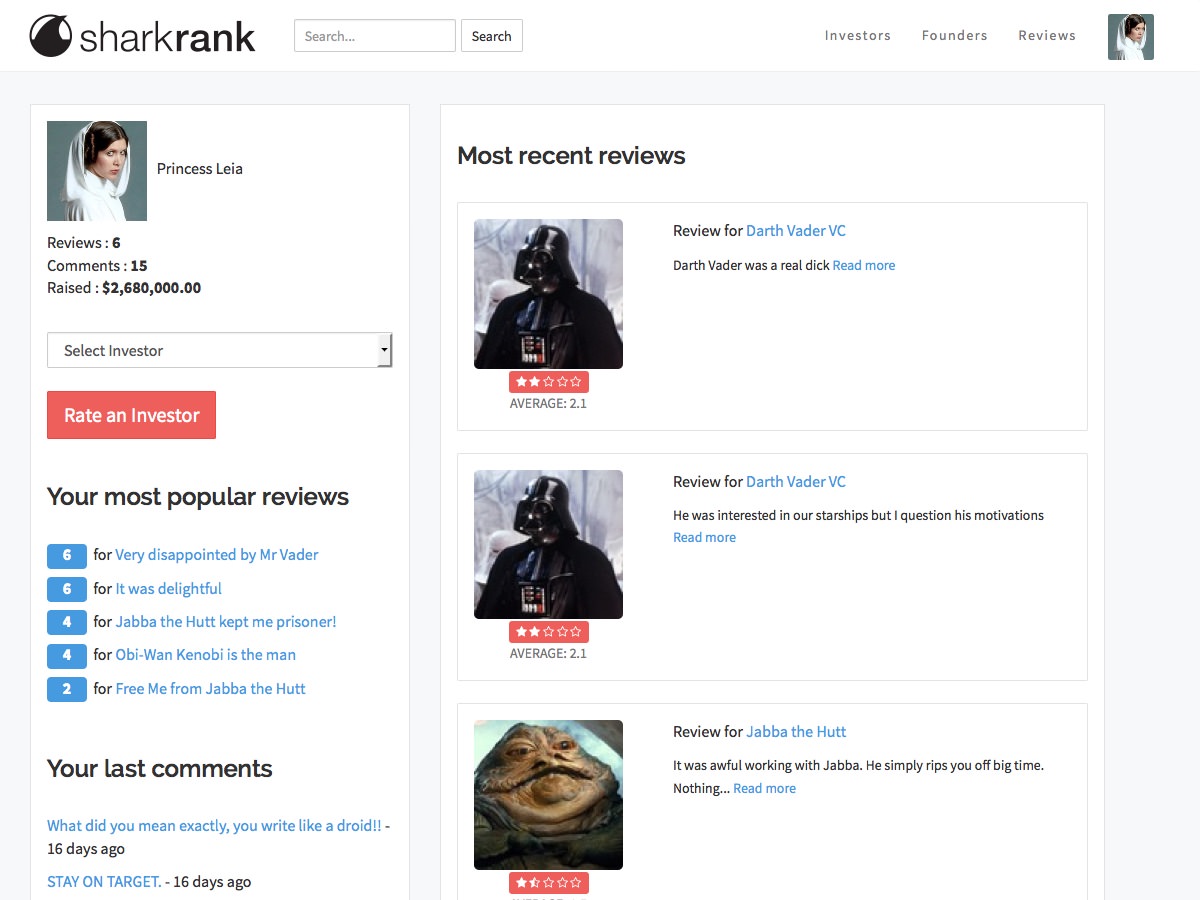 sharkrank
Search...
Search
Investors
Founders
Reviews
Princess Leia
Reviews : 6
Comments : 15
Raised : $2,680,000.00
Select Investor
Rate an Investor
Your most popular reviews
6 for Very disappointed by Mr Vader
6 for It was delightful
4 for Jabba the Hutt kept me prisoner!
4 for Obi-Wan Kenobi is the man
2 for Free Me from Jabba the Hutt
Your last comments
What did you mean exactly, you write like a droid!! -
16 days ago
STAY ON TARGET. - 16 days ago
Most recent reviews
Review for Darth Vader VC
Darth Vader was a real dick Read more
AVERAGE: 2.1
Review for Darth Vader VC
He was interested in our starships but I question his motivations
Read more
AVERAGE: 2.1
Review for Jabba the Hutt
It was awful working with Jabba. He simply rips you off big time.
Nothing... Read more